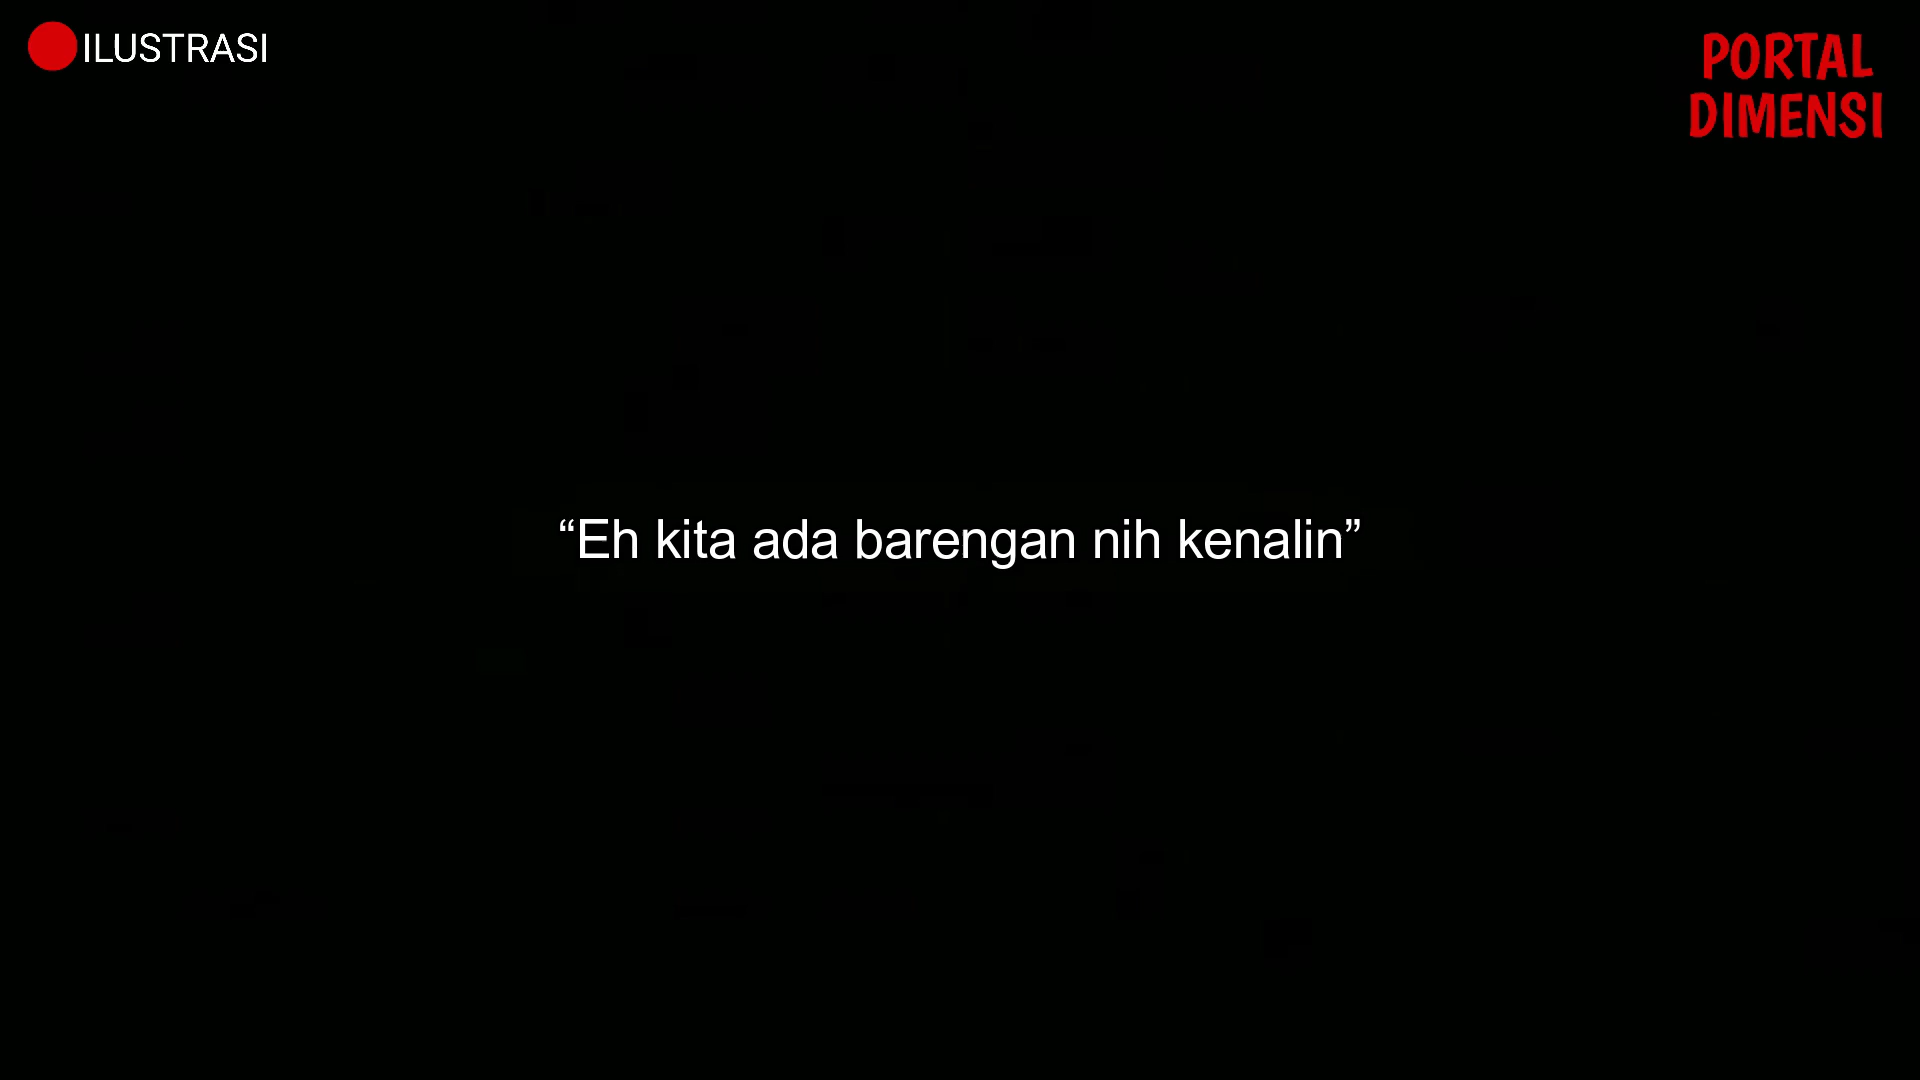 ILUSTRASI
PORTAL
DIMENSI
“Eh kita ada barengan nih kenalin”